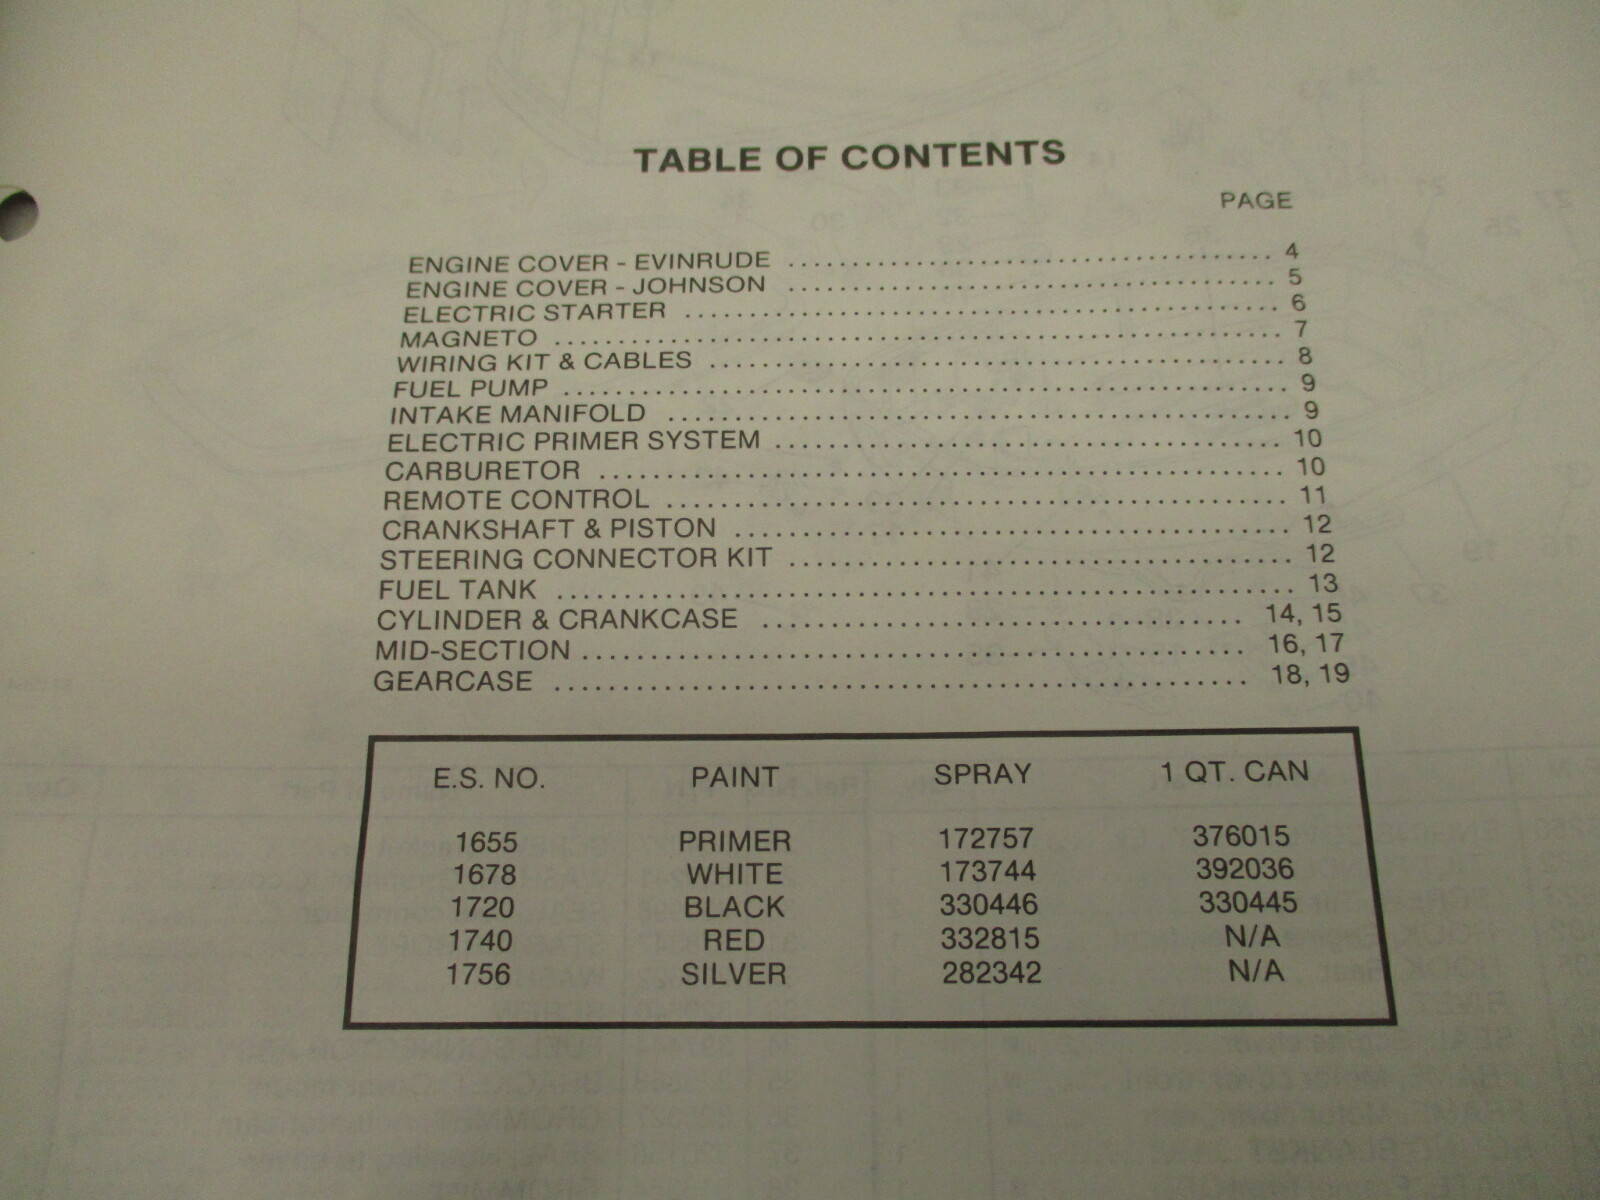 TABLE OF CONTENTS
PAGE
ENGINE COVER - EVINRUDE ........................................ 4
ENGINE COVER - JOHNSON ........................................ 5
ELECTRIC STARTER ................................................ 6
MAGNETO ........................................................... 7
WIRING KIT & CABLES .............................................. 8
FUEL PUMP .......................................................... 9
INTAKE MANIFOLD .................................................. 9
ELECTRIC PRIMER SYSTEM ........................................ 10
CARBURETOR ...................................................... 10
REMOTE CONTROL ................................................. 11
CRANKSHAFT & PISTON ............................................ 12
STEERING CONNECTOR KIT ........................................ 12
FUEL TANK ......................................................... 13
CYLINDER & CRANKCASE ...................................... 14, 15
MID-SECTION .................................................... 16, 17
GEARCASE ...................................................... 18, 19
E.S. NO. PAINT SPRAY 1 QT. CAN
1655 PRIMER 172757 376015
1678 WHITE 173744 392036
1720 BLACK 330446 330445
1740 RED 332815 N/A
1756 SILVER 282342 N/A